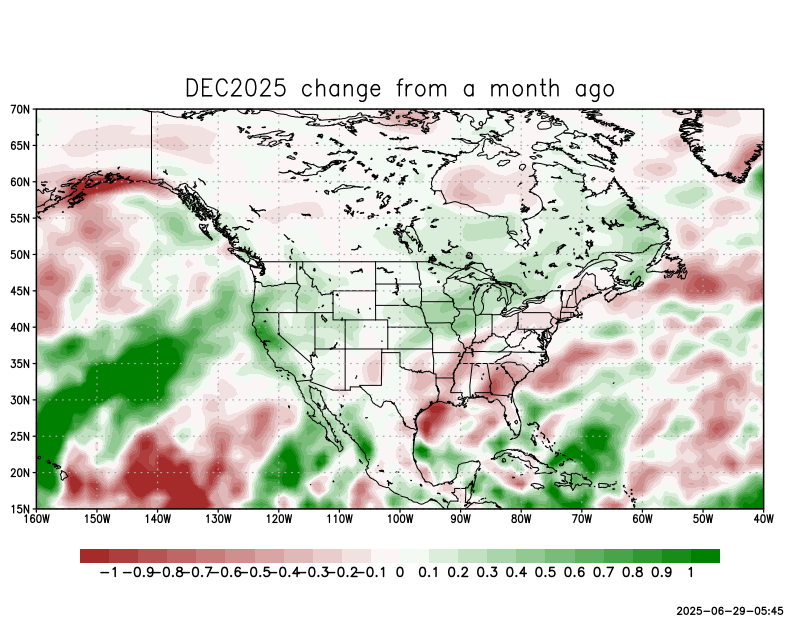 DEC2025 change from a month ago
70N
65N
60N
55N
50N
45N
40N
35N
30N
25N
20N
15N
160W 150W 140W 130W 120W 110W 100W 90W 80W 70W 60W 50W 40W
−1 −0.9 −0.8 −0.7 −0.6 −0.5 −0.4 −0.3 −0.2 −0.1 0 0.1 0.2 0.3 0.4 0.5 0.6 0.7 0.8 0.9 1
2025−06−29−05:45